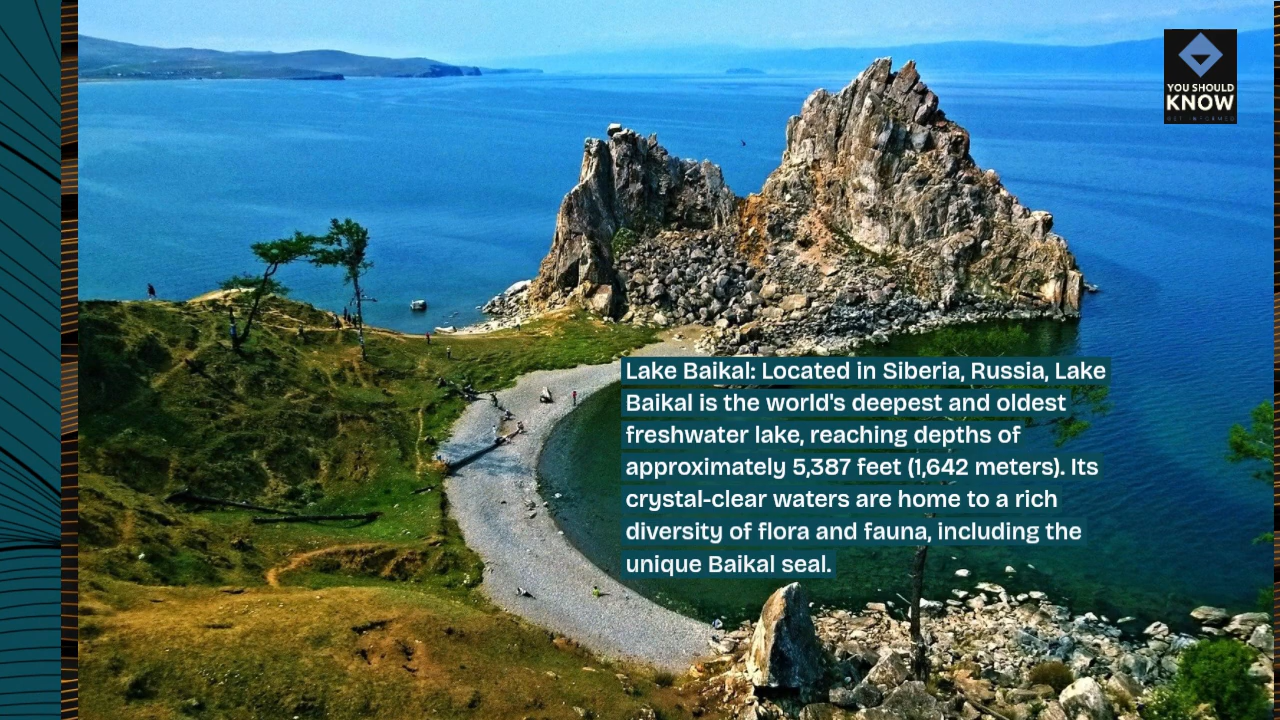 YOU SHOULD
KNOW
GET INFORMED
Lake Baikal: Located in Siberia, Russia, Lake
Baikal is the world's deepest and oldest
freshwater lake, reaching depths of
approximately 5,387 feet (1,642 meters). Its
crystal-clear waters are home to a rich
diversity of flora and fauna, including the
unique Baikal seal.